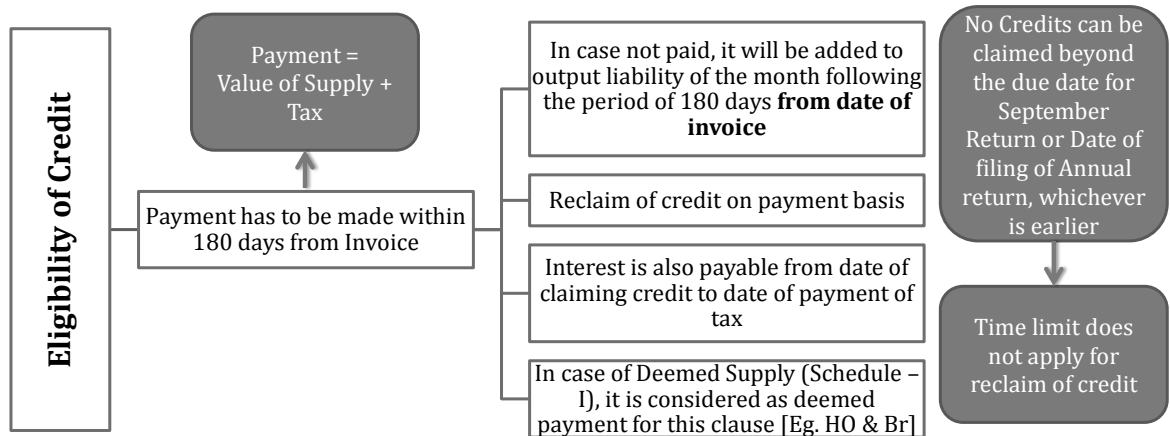 Eligibility of Credit
Payment =
Value of Supply +
Tax
Payment has to be made within
180 days from Invoice
In case not paid, it will be added to
output liability of the month following
the period of 180 days from date of
invoice
Reclaim of credit on payment basis
Interest is also payable from date of
claiming credit to date of payment of
tax
In case of Deemed Supply (Schedule –
I), it is considered as deemed
payment for this clause [Eg. HO & Br]
No Credits can be
claimed beyond
the due date for
September
Return or Date of
filing of Annual
return, whichever
is earlier
Time limit does
not apply for
reclaim of credit